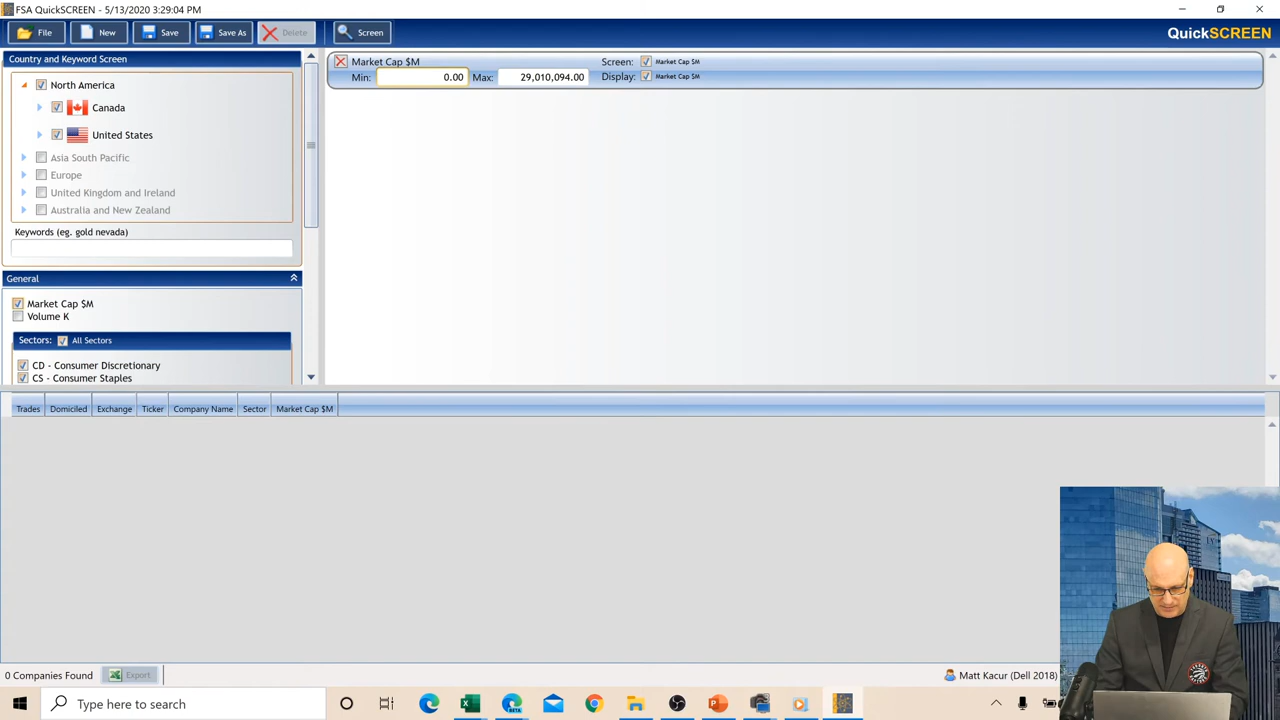 FSA QuickSCREEN - 5/13/2020 3:29:04 PM
File New Save Save As Delete Screen QuickSCREEN
Country and Keyword Screen
North America
Canada
United States
Asia South Pacific
Europe
United Kingdom and Ireland
Australia and New Zealand
Keywords (eg. gold nevada)
General
Market Cap $M
Volume K
Sectors: All Sectors
CD - Consumer Discretionary
CS - Consumer Staples
Market Cap $M Screen: Market Cap $M
Min: 0.00 Max: 29,010,094.00 Display: Market Cap $M
Trades Domiciled Exchange Ticker Company Name Sector Market Cap $M
0 Companies Found Export Matt Kacur (Dell 2018)
Type here to search